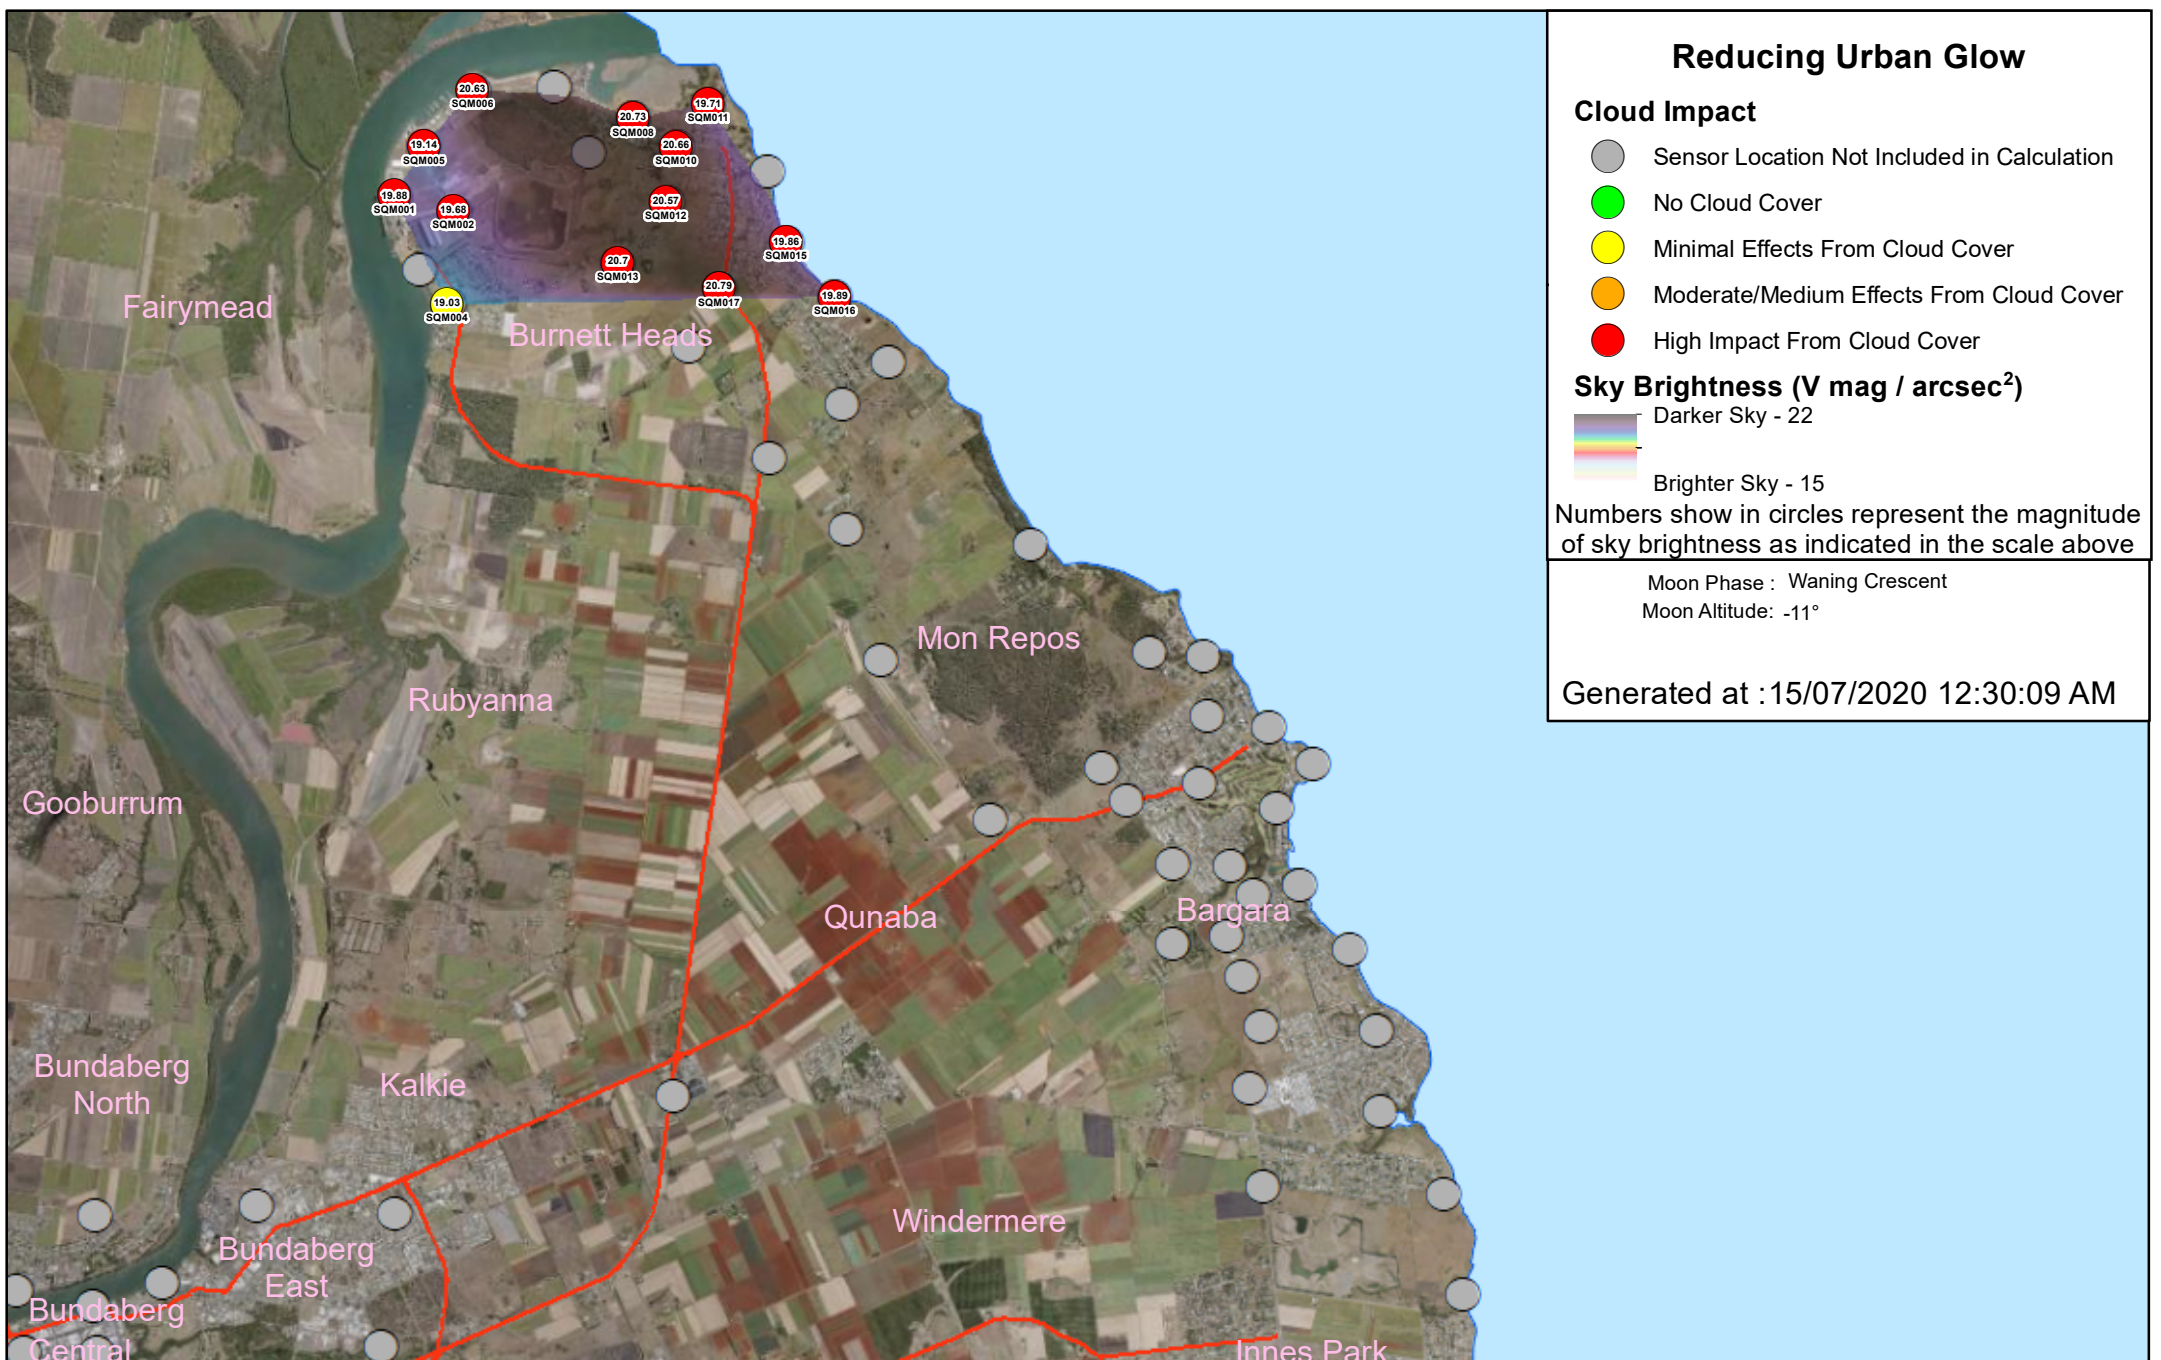 Reducing Urban Glow
Cloud Impact
Sensor Location Not Included in Calculation
No Cloud Cover
Minimal Effects From Cloud Cover
Moderate/Medium Effects From Cloud Cover
High Impact From Cloud Cover
Sky Brightness (V mag / arcsec²)
Darker Sky - 22
Brighter Sky - 15
Numbers show in circles represent the magnitude
of sky brightness as indicated in the scale above
Moon Phase : Waning Crescent
Moon Altitude: -11°
Generated at :15/07/2020 12:30:09 AM
20.63
SQM006
19.71
SQM011
20.73
SQM008
19.14
SQM005
20.66
SQM010
19.88
SQM001
19.68
SQM002
20.57
SQM012
19.86
SQM015
20.7
SQM013
20.79
SQM017
19.89
SQM016
19.03
SQM004
Fairymead
Burnett Heads
Mon Repos
Rubyanna
Gooburrum
Qunaba
Bargara
Bundaberg
North
Kalkie
Windermere
Bundaberg
East
Bundaberg
Central
Innes Park